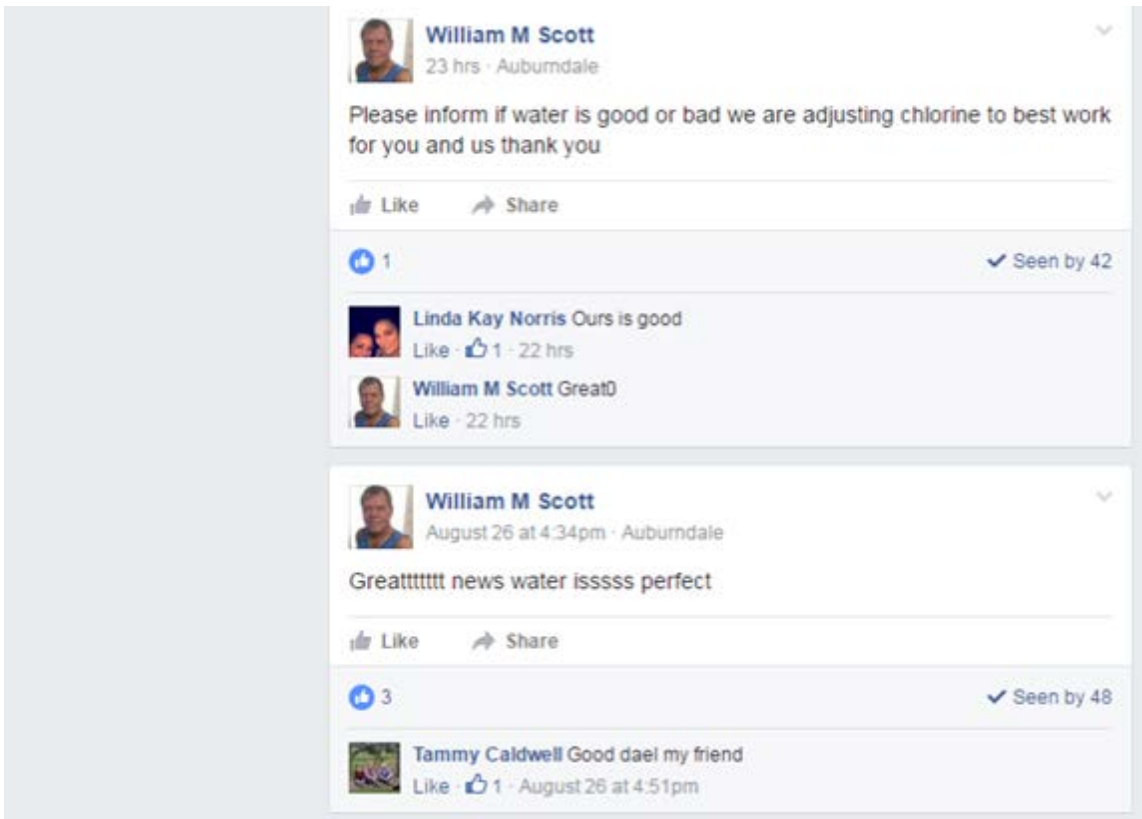 William M Scott
23 hrs · Auburndale
Please inform if water is good or bad we are adjusting chlorine to best work
for you and us thank you
Like Share
1 Seen by 42
Linda Kay Norris Ours is good
Like · 1 · 22 hrs
William M Scott Great0
Like · 22 hrs
William M Scott
August 26 at 4:34pm · Auburndale
Greattttttt news water isssss perfect
Like Share
3 Seen by 48
Tammy Caldwell Good dael my friend
Like · 1 · August 26 at 4:51pm